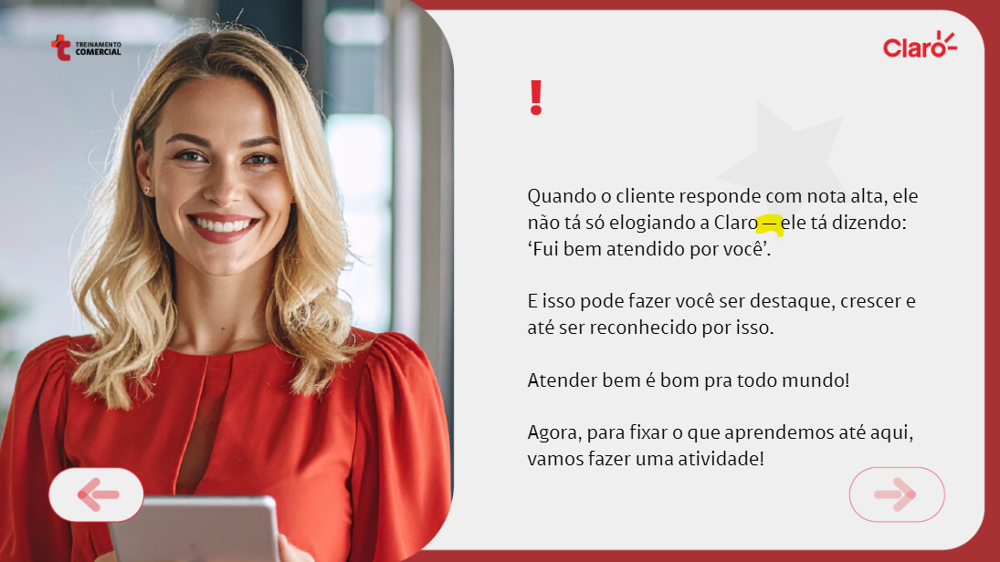 TREINAMENTO
COMERCIAL
Claro
!
Quando o cliente responde com nota alta, ele
não tá só elogiando a Claro — ele tá dizendo:
‘Fui bem atendido por você’.
E isso pode fazer você ser destaque, crescer e
até ser reconhecido por isso.
Atender bem é bom pra todo mundo!
Agora, para fixar o que aprendemos até aqui,
vamos fazer uma atividade!